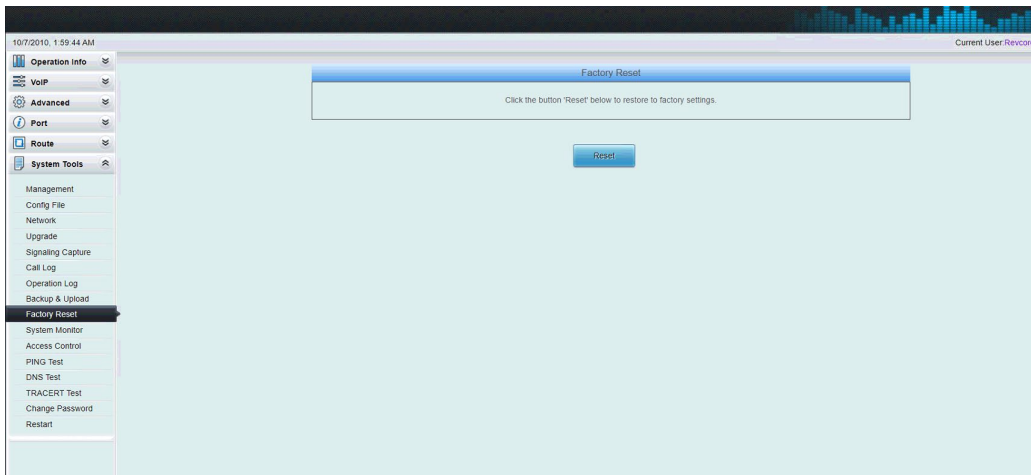 10/7/2010, 1:59:44 AM
Current User:Revcor
Operation Info
VoIP
Advanced
Port
Route
System Tools
Management
Config File
Network
Upgrade
Signaling Capture
Call Log
Operation Log
Backup & Upload
Factory Reset
System Monitor
Access Control
PING Test
DNS Test
TRACERT Test
Change Password
Restart
Factory Reset
Click the button 'Reset' below to restore to factory settings.
Reset